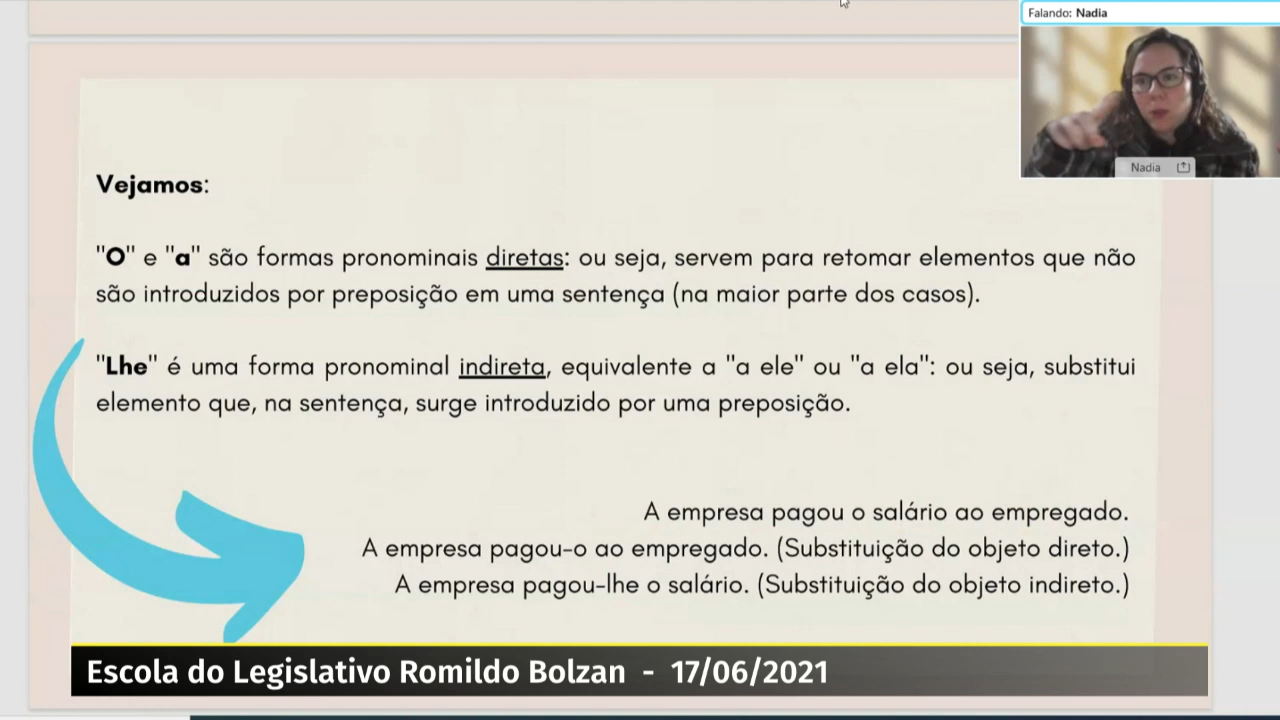 Falando: Nadia
Nadia
Vejamos:
"O" e "a" são formas pronominais diretas: ou seja, servem para retomar elementos que não
são introduzidos por preposição em uma sentença (na maior parte dos casos).
"Lhe" é uma forma pronominal indireta, equivalente a "a ele" ou "a ela": ou seja, substitui
elemento que, na sentença, surge introduzido por uma preposição.
A empresa pagou o salário ao empregado.
A empresa pagou-o ao empregado. (Substituição do objeto direto.)
A empresa pagou-lhe o salário. (Substituição do objeto indireto.)
Escola do Legislativo Romildo Bolzan - 17/06/2021